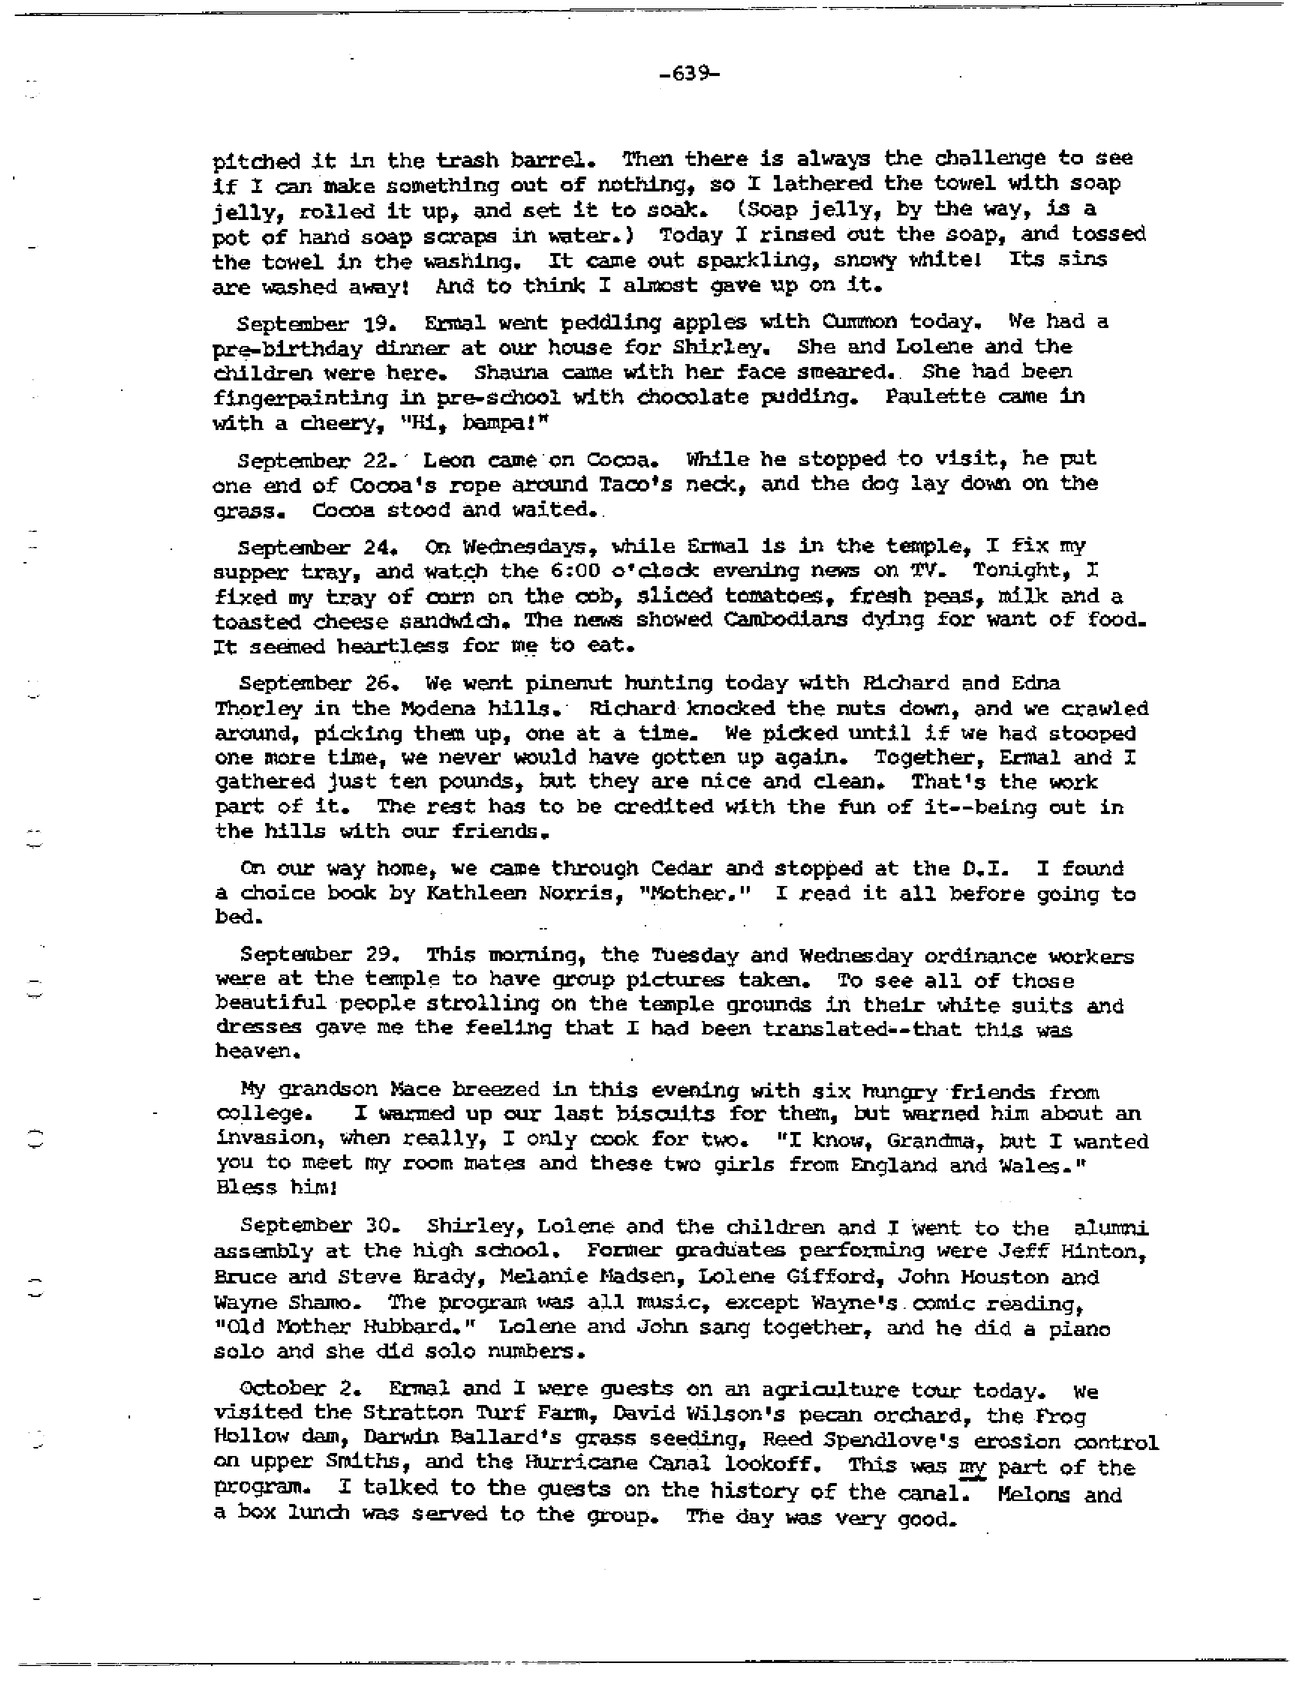 -639-
pitched it in the trash barrel. Then there is always the challenge to see
if I can make something out of nothing, so I lathered the towel with soap
jelly, rolled it up, and set it to soak. (Soap jelly, by the way, is a
pot of hand soap scraps in water.) Today I rinsed out the soap, and tossed
the towel in the washing. It came out sparkling, snowy white! Its sins
are washed away! And to think I almost gave up on it.
September 19. Ermal went peddling apples with Cummon today. We had a
pre-birthday dinner at our house for Shirley. She and Lolene and the
children were here. Shauna came with her face smeared. She had been
fingerpainting in pre-school with chocolate pudding. Paulette came in
with a cheery, "Hi, bampa!"
September 22. Leon came on Cocoa. While he stopped to visit, he put
one end of Cocoa's rope around Taco's neck, and the dog lay down on the
grass. Cocoa stood and waited.
September 24. On Wednesdays, while Ermal is in the temple, I fix my
supper tray, and watch the 6:00 o'clock evening news on TV. Tonight, I
fixed my tray of corn on the cob, sliced tomatoes, fresh peas, milk and a
toasted cheese sandwich. The news showed Cambodians dying for want of food.
It seemed heartless for me to eat.
September 26. We went pinenut hunting today with Richard and Edna
Thorley in the Modena hills. Richard knocked the nuts down, and we crawled
around, picking them up, one at a time. We picked until if we had stooped
one more time, we never would have gotten up again. Together, Ermal and I
gathered just ten pounds, but they are nice and clean. That's the work
part of it. The rest has to be credited with the fun of it--being out in
the hills with our friends.
On our way home, we came through Cedar and stopped at the D.I. I found
a choice book by Kathleen Norris, "Mother." I read it all before going to
bed.
September 29. This morning, the Tuesday and Wednesday ordinance workers
were at the temple to have group pictures taken. To see all of those
beautiful people strolling on the temple grounds in their white suits and
dresses gave me the feeling that I had been translated--that this was
heaven.
My grandson Mace breezed in this evening with six hungry friends from
college. I warmed up our last biscuits for them, but warned him about an
invasion, when really, I only cook for two. "I know, Grandma, but I wanted
you to meet my room mates and these two girls from England and Wales."
Bless him!
September 30. Shirley, Lolene and the children and I went to the alumni
assembly at the high school. Former graduates performing were Jeff Hinton,
Bruce and Steve Brady, Melanie Madsen, Lolene Gifford, John Houston and
Wayne Shamo. The program was all music, except Wayne's comic reading,
"Old Mother Hubbard." Lolene and John sang together, and he did a piano
solo and she did solo numbers.
October 2. Ermal and I were guests on an agriculture tour today. We
visited the Stratton Turf Farm, David Wilson's pecan orchard, the Frog
Hollow dam, Darwin Ballard's grass seeding, Reed Spendlove's erosion control
on upper Smiths, and the Hurricane Canal lookoff. This was my part of the
program. I talked to the guests on the history of the canal. Melons and
a box lunch was served to the group. The day was very good.